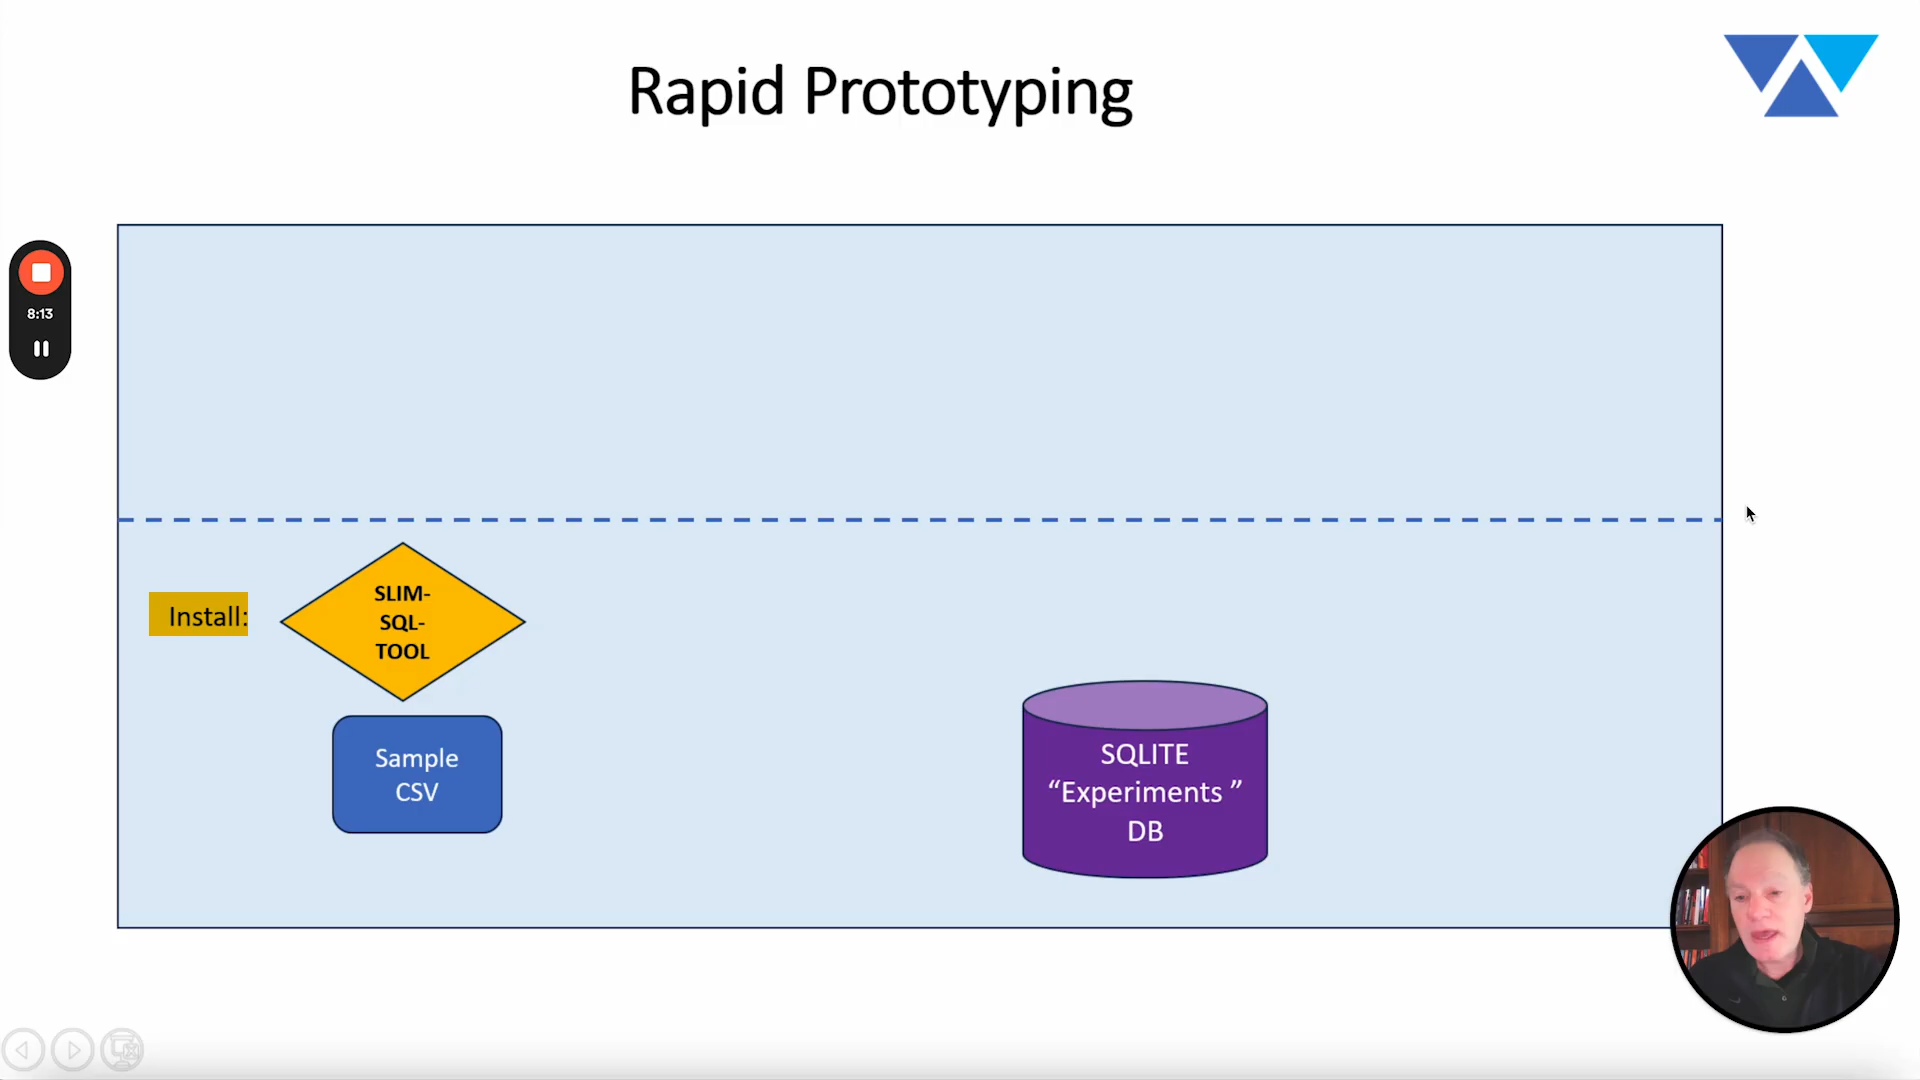 Rapid Prototyping
8:13
Install:
SLIM-
SQL-
TOOL
Sample
CSV
SQLITE
“Experiments ”
DB